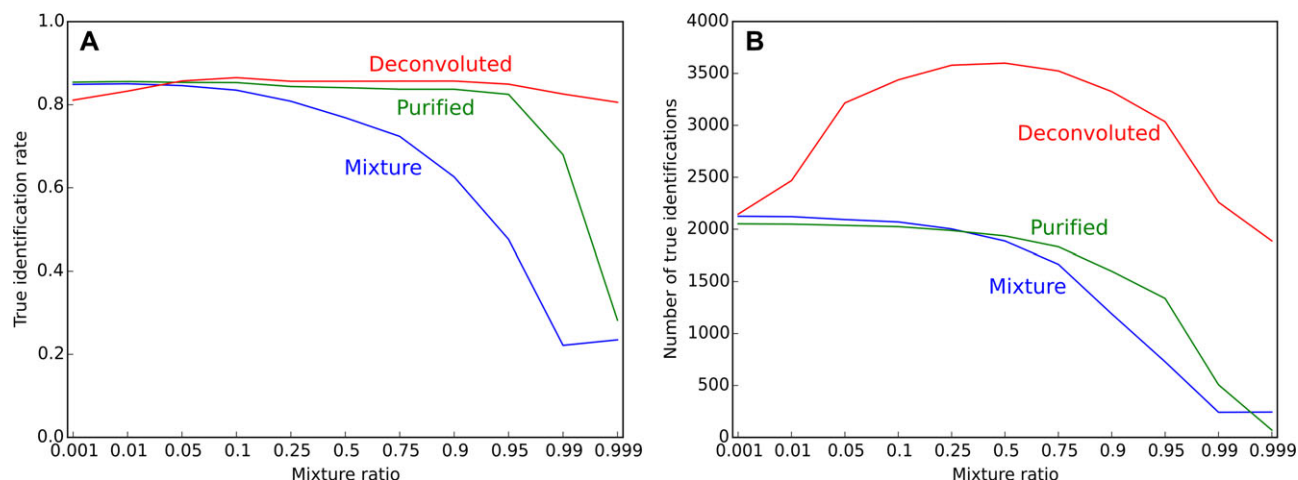 A
True identification rate
1.0
0.8
0.6
0.4
0.2
0.0
Deconvoluted
Purified
Mixture
0.001 0.01 0.05 0.1 0.25 0.5 0.75 0.9 0.95 0.99 0.999
Mixture ratio
B
Number of true identifications
4000
3500
3000
2500
2000
1500
1000
500
0
Deconvoluted
Purified
Mixture
0.001 0.01 0.05 0.1 0.25 0.5 0.75 0.9 0.95 0.99 0.999
Mixture ratio